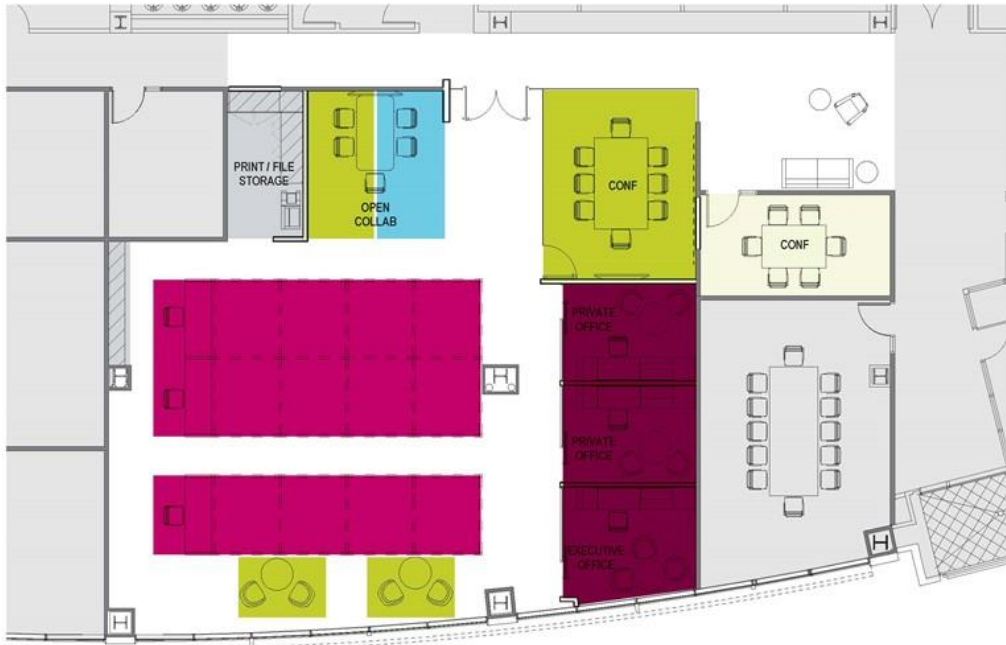 PRINT / FILE
STORAGE
OPEN
COLLAB
CONF
CONF
PRIVATE
OFFICE
PRIVATE
OFFICE
EXECUTIVE
OFFICE